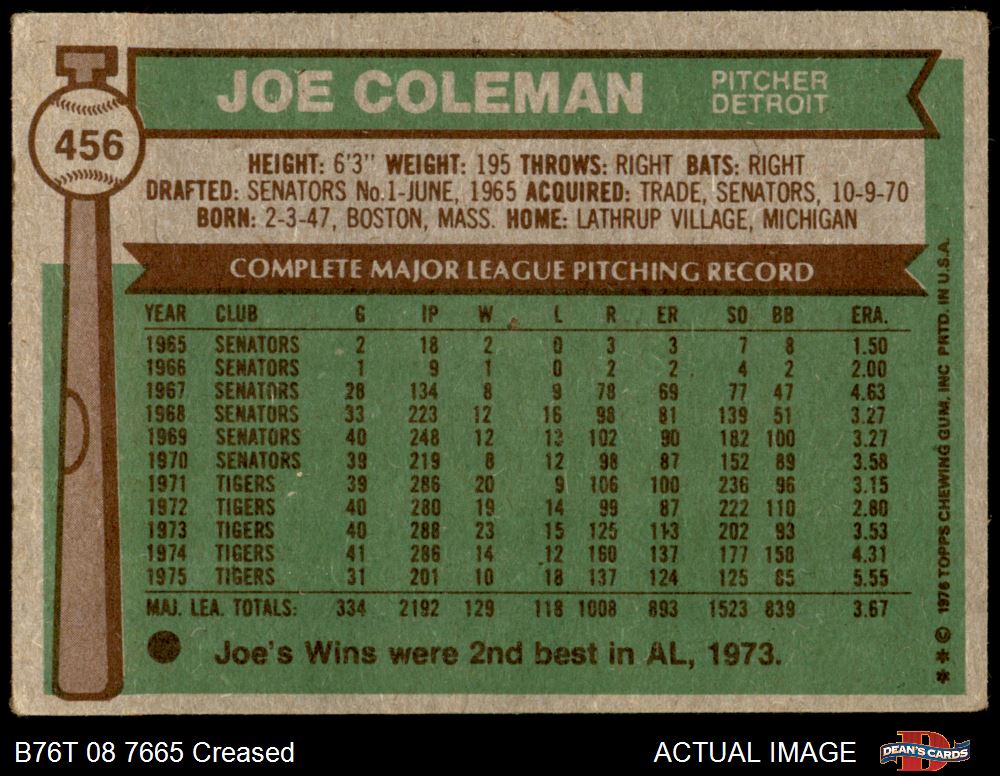 JOE COLEMAN
PITCHER
DETROIT
456
HEIGHT: 6'3" WEIGHT: 195 THROWS: RIGHT BATS: RIGHT
DRAFTED: SENATORS No.1-JUNE, 1965 ACQUIRED: TRADE, SENATORS, 10-9-70
BORN: 2-3-47, BOSTON, MASS. HOME: LATHRUP VILLAGE, MICHIGAN
COMPLETE MAJOR LEAGUE PITCHING RECORD
YEAR CLUB G IP W L R ER SO BB ERA.
1965 SENATORS 2 18 2 0 3 3 7 8 1.50
1966 SENATORS 1 9 1 0 2 2 4 2 2.00
1967 SENATORS 28 134 8 9 78 69 77 47 4.63
1968 SENATORS 33 223 12 16 98 81 139 51 3.27
1969 SENATORS 40 248 12 13 102 90 182 100 3.27
1970 SENATORS 39 219 8 12 98 87 152 89 3.58
1971 TIGERS 39 286 20 9 106 100 236 96 3.15
1972 TIGERS 40 280 19 14 99 87 222 110 2.80
1973 TIGERS 40 288 23 15 125 113 202 93 3.53
1974 TIGERS 41 286 14 12 160 137 177 158 4.31
1975 TIGERS 31 201 10 18 137 124 125 85 5.55
MAJ. LEA. TOTALS: 334 2192 129 118 1008 893 1523 839 3.67
Joe's Wins were 2nd best in AL, 1973.
** © 1976 TOPPS CHEWING GUM, INC PRTD. IN U.S.A.
B76T 08 7665 Creased
ACTUAL IMAGE
DEAN'S CARDS